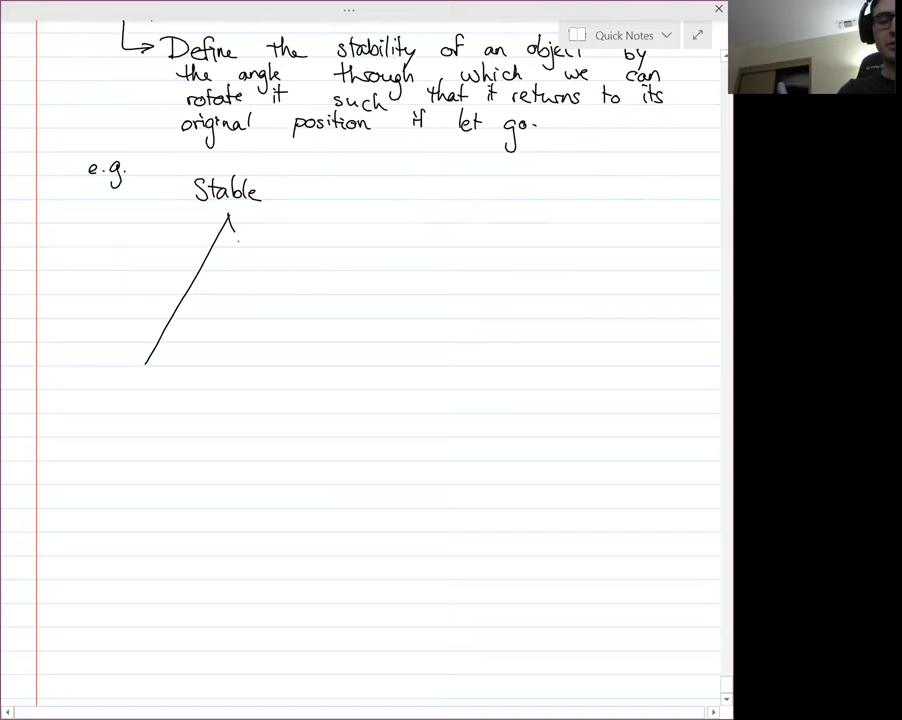 Quick Notes
Define the stability of an object by
the angle through which we can
rotate it such that it returns to its
original position if let go.
e.g.
Stable